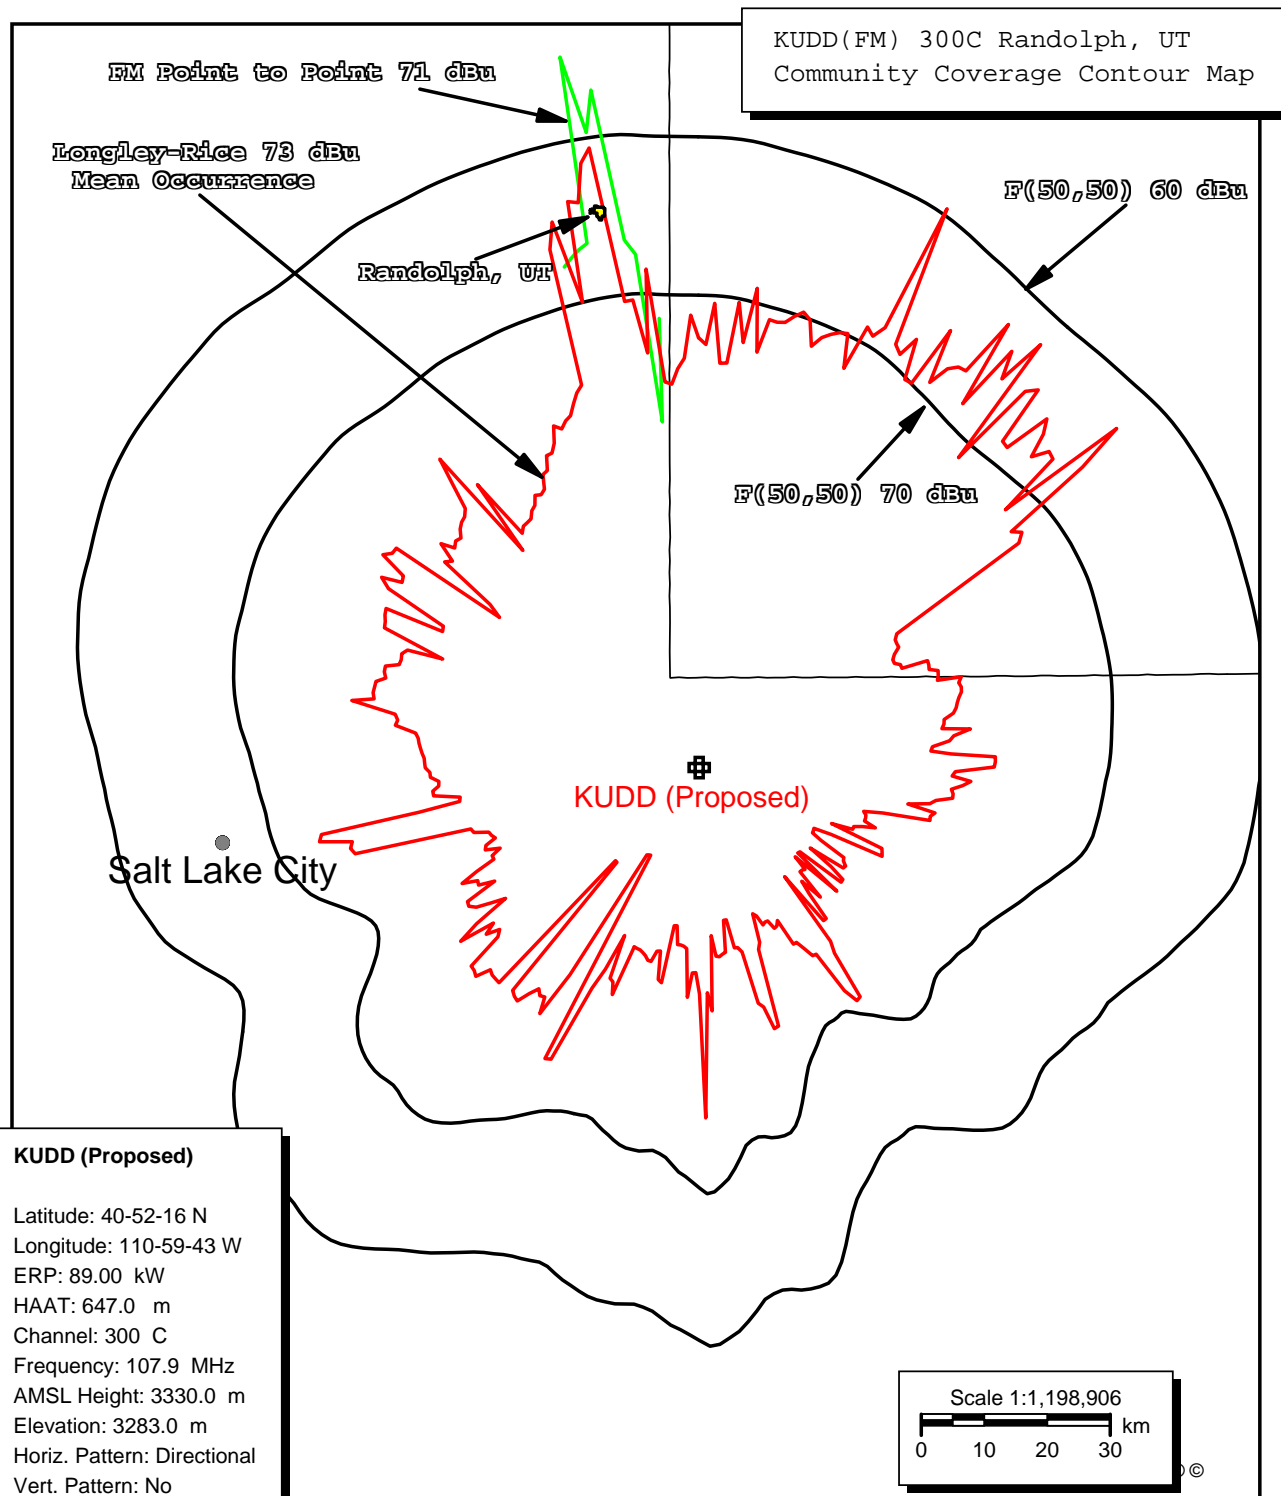 KUDD(FM) 300C Randolph, UT
Community Coverage Contour Map
FM Point to Point 71 dBu
Longley-Rice 73 dBu
Mean Occurrence
F(50,50) 60 dBu
Randolph, UT
F(50,50) 70 dBu
KUDD (Proposed)
Salt Lake City
KUDD (Proposed)
Latitude: 40-52-16 N
Longitude: 110-59-43 W
ERP: 89.00 kW
HAAT: 647.0 m
Channel: 300 C
Frequency: 107.9 MHz
AMSL Height: 3330.0 m
Elevation: 3283.0 m
Horiz. Pattern: Directional
Vert. Pattern: No
Scale 1:1,198,906
km
0 10 20 30
©